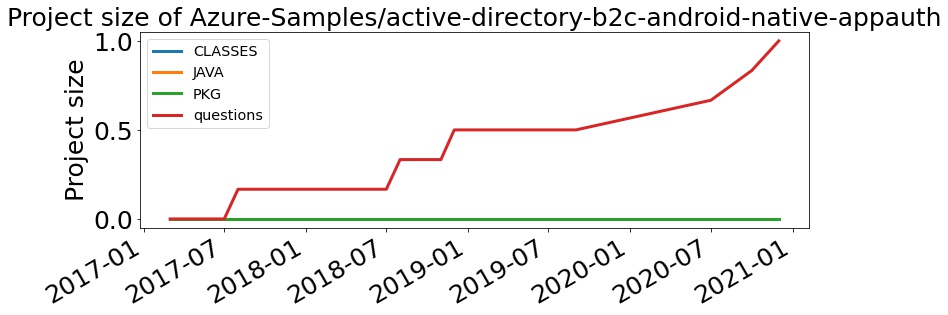 Project size of Azure-Samples/active-directory-b2c-android-native-appauth
Project size
1.0
0.5
0.0
CLASSES
JAVA
PKG
questions
2017-01
2017-07
2018-01
2018-07
2019-01
2019-07
2020-01
2020-07
2021-01